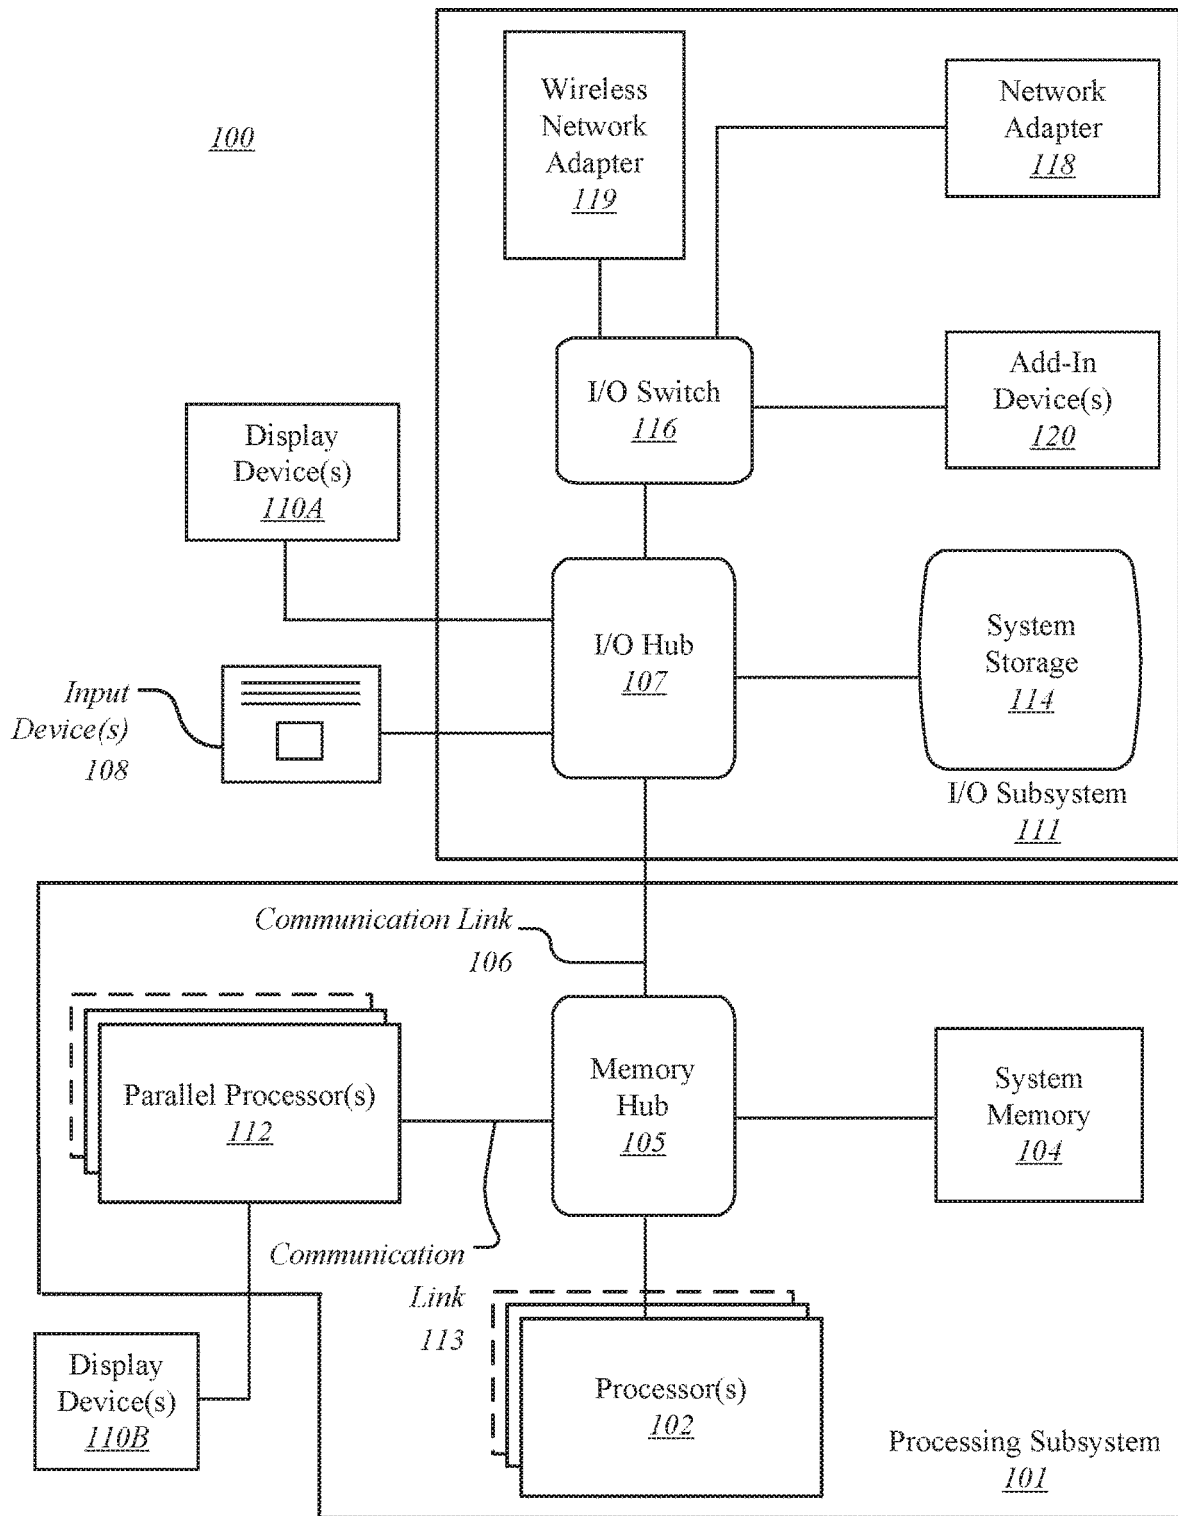 100
Wireless
Network
Adapter
119
Network
Adapter
118
I/O Switch
116
Add-In
Device(s)
120
Display
Device(s)
110A
I/O Hub
107
System
Storage
114
Input
Device(s)
108
I/O Subsystem
111
Communication Link
106
Parallel Processor(s)
112
Memory
Hub
105
System
Memory
104
Communication
Link
113
Display
Device(s)
110B
Processor(s)
102
Processing Subsystem
101